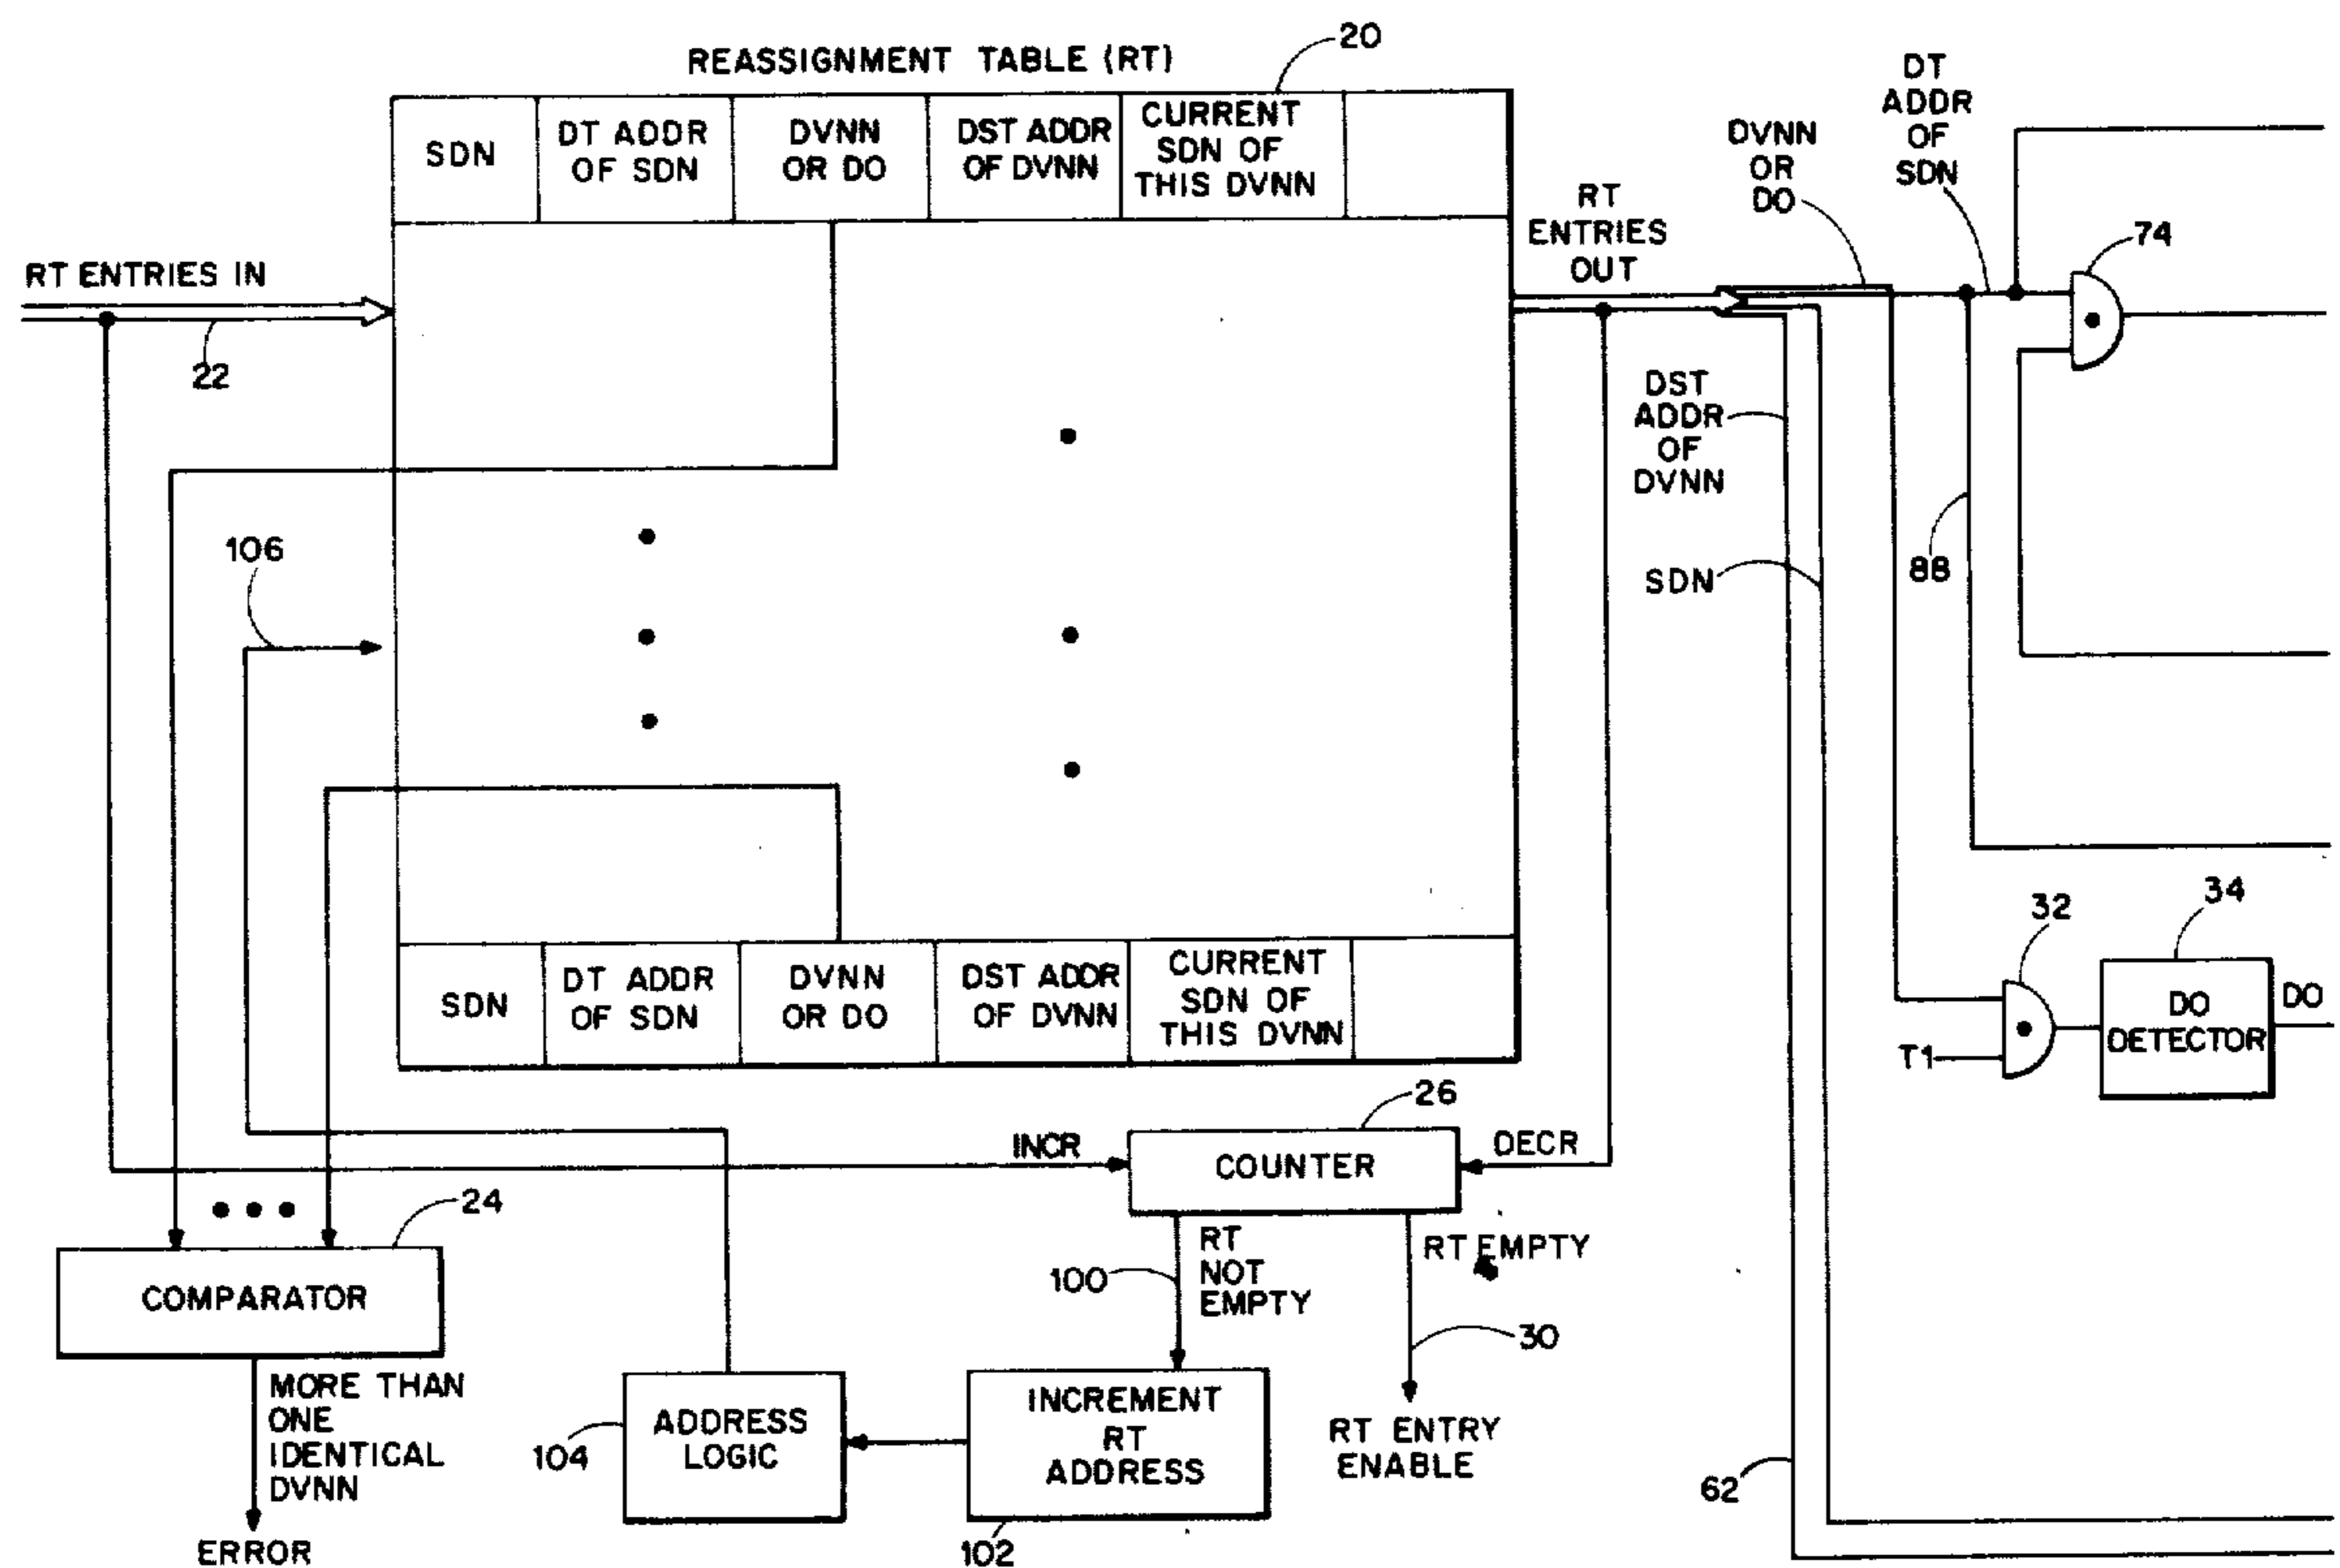 REASSIGNMENT TABLE (RT)
20
SDN
DT ADDR
OF SDN
DVNN
OR DO
DST ADDR
OF DVNN
CURRENT
SDN OF
THIS DVNN
RT ENTRIES IN
22
RT
ENTRIES
OUT
DVNN
OR
DO
DT
ADDR
OF
SDN
74
DST
ADDR
OF
DVNN
SDN
88
106
SDN
DT ADDR
OF SDN
DVNN
OR DO
DST ADDR
OF DVNN
CURRENT
SDN OF
THIS DVNN
32
34
T1
DO
DETECTOR
DO
26
INCR
COUNTER
DECR
24
COMPARATOR
100
RT
NOT
EMPTY
RT EMPTY
30
MORE THAN
ONE
IDENTICAL
DVNN
ERROR
104
ADDRESS
LOGIC
INCREMENT
RT
ADDRESS
102
RT ENTRY
ENABLE
62